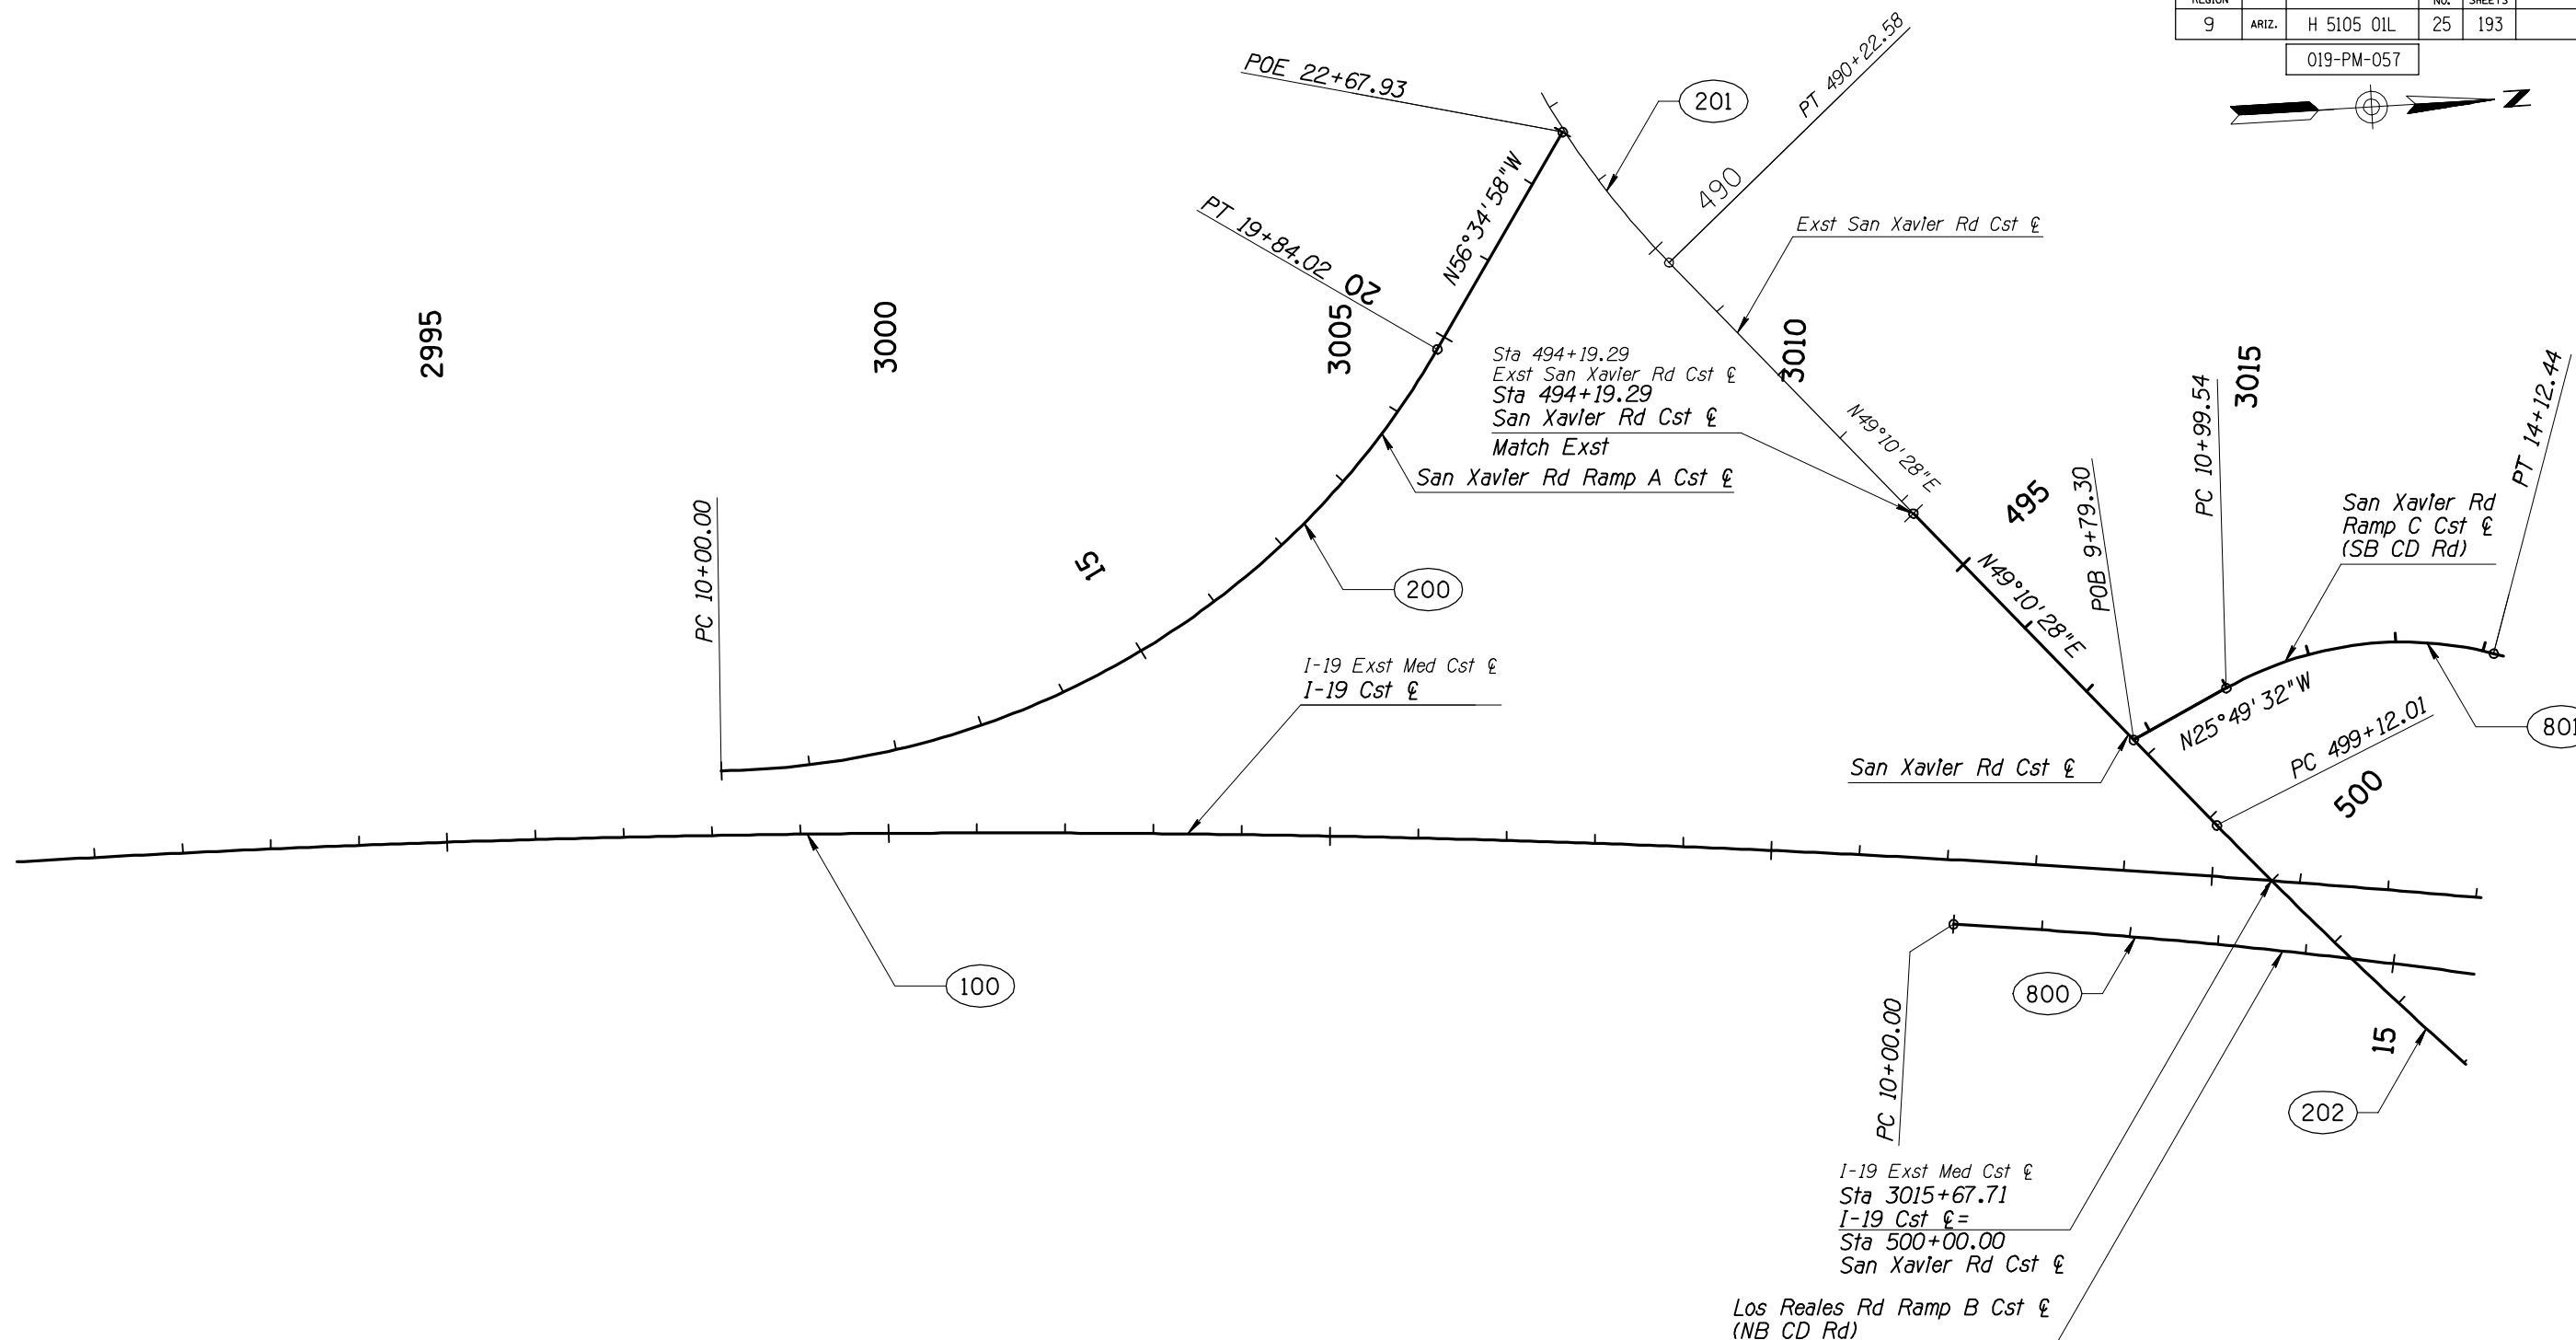 REGION NO. SHEETS
9 ARIZ. H 5105 01L 25 193
019-PM-057
N
POE 22+67.93
201
PT 490+22.58
490
N56°34'58"W
PT 19+84.02
20
Exst San Xavier Rd Cst ℄
2995
3000
3005
3010
3015
Sta 494+19.29
Exst San Xavier Rd Cst ℄
Sta 494+19.29
San Xavier Rd Cst ℄
Match Exst
San Xavier Rd Ramp A Cst ℄
N49°10'28"E
495
N49°10'28"E
POB 9+79.30
PC 10+99.54
PT 14+12.44
San Xavier Rd
Ramp C Cst ℄
(SB CD Rd)
PC 10+00.00
15
200
I-19 Exst Med Cst ℄
I-19 Cst ℄
N25°49'32"W
801
PC 499+12.01
500
San Xavier Rd Cst ℄
100
800
15
202
PC 10+00.00
I-19 Exst Med Cst ℄
Sta 3015+67.71
I-19 Cst ℄=
Sta 500+00.00
San Xavier Rd Cst ℄
Los Reales Rd Ramp B Cst ℄
(NB CD Rd)